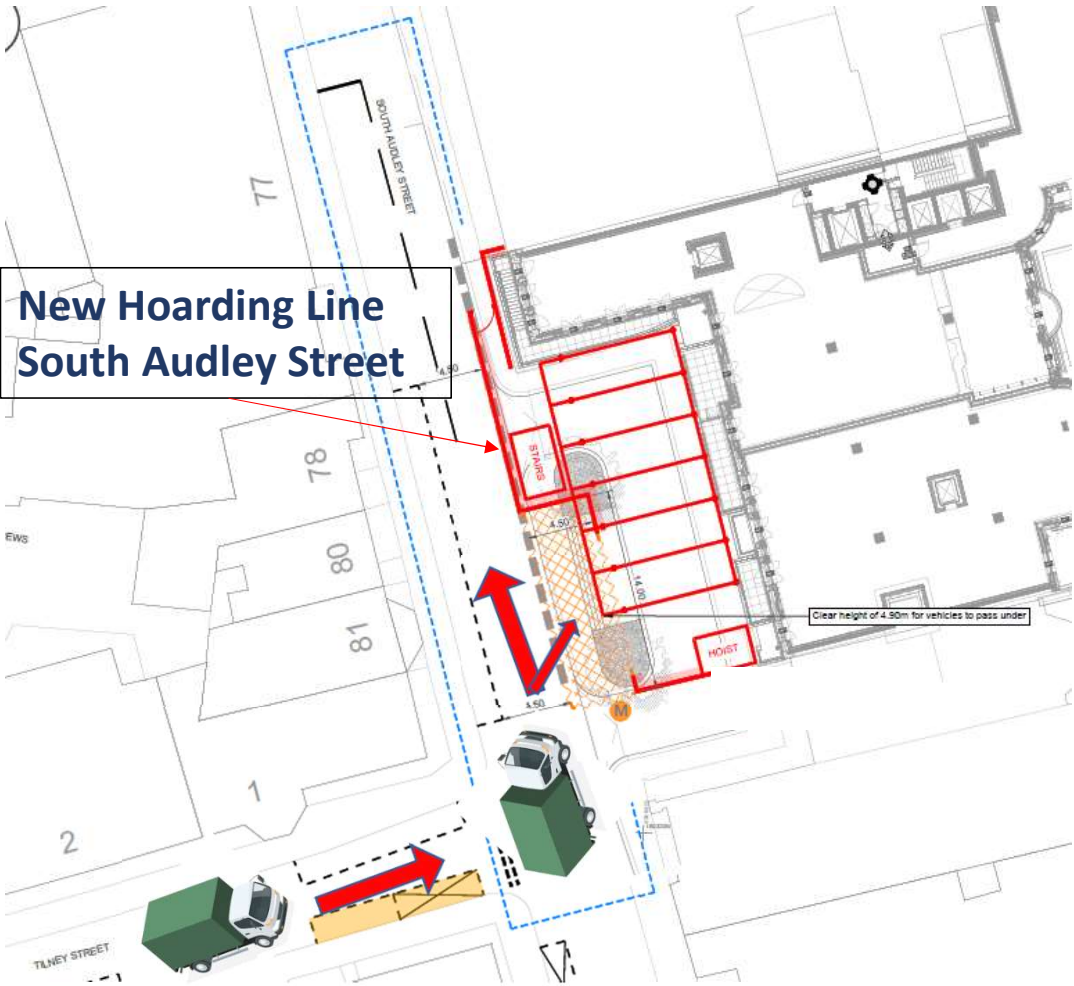 SOUTH AUDLEY STREET
77
New Hoarding Line
South Audley Street
4.50
STAIRS
78
EWS
4.50
80
14.00
81
Clear height of 4.90m for vehicles to pass under
HOIST
4.50
M
1
2
TILNEY STREET